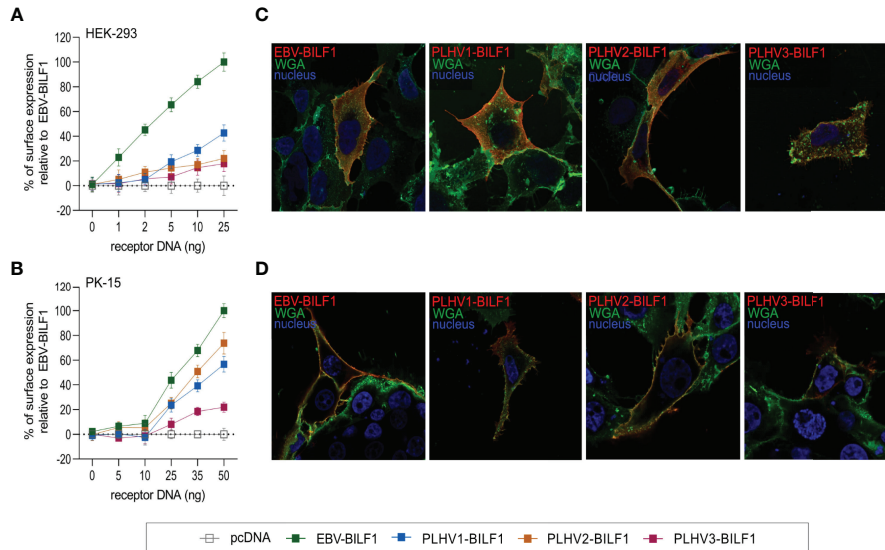 A
HEK-293
% of surface expression
relative to EBV-BILF1
120
100
80
60
40
20
0
-20
0 1 2 5 10 25
receptor DNA (ng)
B
PK-15
% of surface expression
relative to EBV-BILF1
120
100
80
60
40
20
0
-20
0 5 10 25 35 50
receptor DNA (ng)
C
EBV-BILF1
WGA
nucleus
PLHV1-BILF1
WGA
nucleus
PLHV2-BILF1
WGA
nucleus
PLHV3-BILF1
WGA
nucleus
D
EBV-BILF1
WGA
nucleus
PLHV1-BILF1
WGA
nucleus
PLHV2-BILF1
WGA
nucleus
PLHV3-BILF1
WGA
nucleus
pcDNA EBV-BILF1 PLHV1-BILF1 PLHV2-BILF1 PLHV3-BILF1